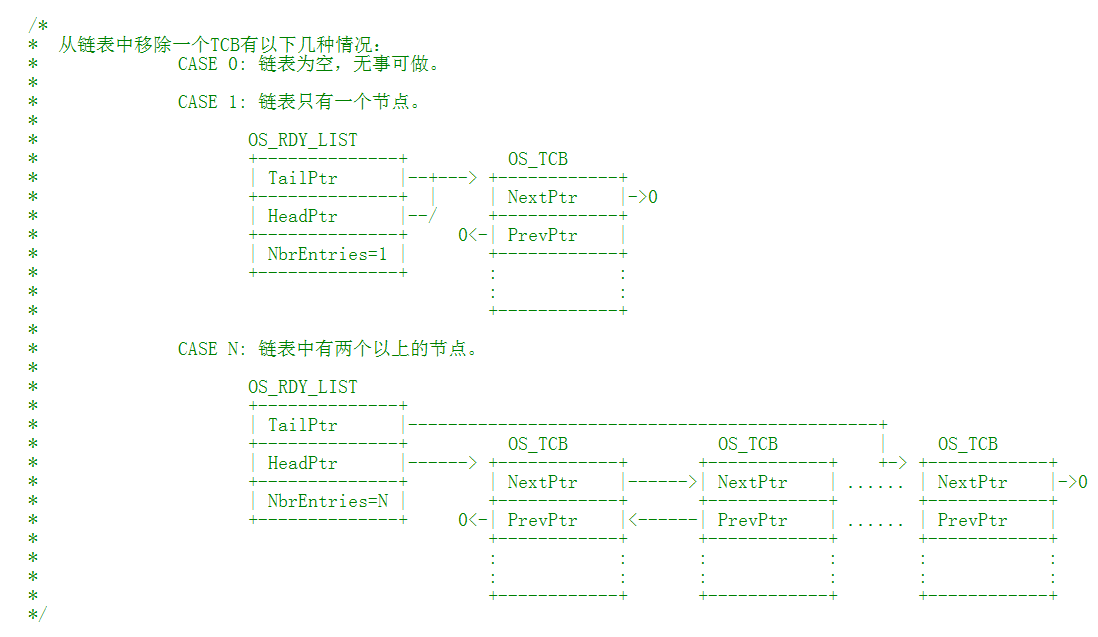 /*
*  从链表中移除一个TCB有以下几种情况：
*              CASE 0: 链表为空，无事可做。
*
*              CASE 1: 链表只有一个节点。
*
*                     OS_RDY_LIST
*                     +--------------+          OS_TCB
*                     | TailPtr      |--+---> +------------+
*                     +--------------+  |     | NextPtr    |->0
*                     | HeadPtr      |--/     +------------+
*                     +--------------+     0<-| PrevPtr    |
*                     | NbrEntries=1 |        +------------+
*                     +--------------+        :            :
*                                             :            :
*                                             +------------+
*
*              CASE N: 链表中有两个以上的节点。
*
*                     OS_RDY_LIST
*                     +--------------+
*                     | TailPtr      |-----------------------------------------------+
*                     +--------------+          OS_TCB               OS_TCB          |     OS_TCB
*                     | HeadPtr      |------> +------------+       +------------+    +-> +------------+
*                     +--------------+        | NextPtr    |------>| NextPtr    | ...... | NextPtr    |->0
*                     | NbrEntries=N |        +------------+       +------------+        +------------+
*                     +--------------+     0<-| PrevPtr    |<------| PrevPtr    | ...... | PrevPtr    |
*                                             +------------+       +------------+        +------------+
*                                             :            :       :            :        :            :
*                                             :            :       :            :        :            :
*                                             +------------+       +------------+        +------------+
*/